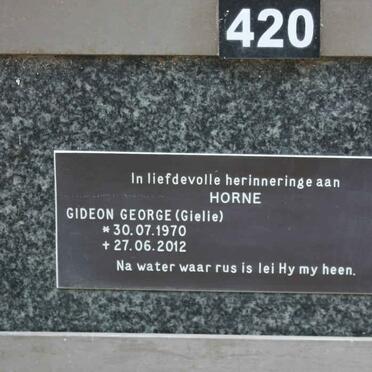 420
In liefdevolle herinneringe aan
HORNE
GIDEON GEORGE (Gielie)
* 30.07.1970
+ 27.06.2012
Na water waar rus is lei Hy my heen.